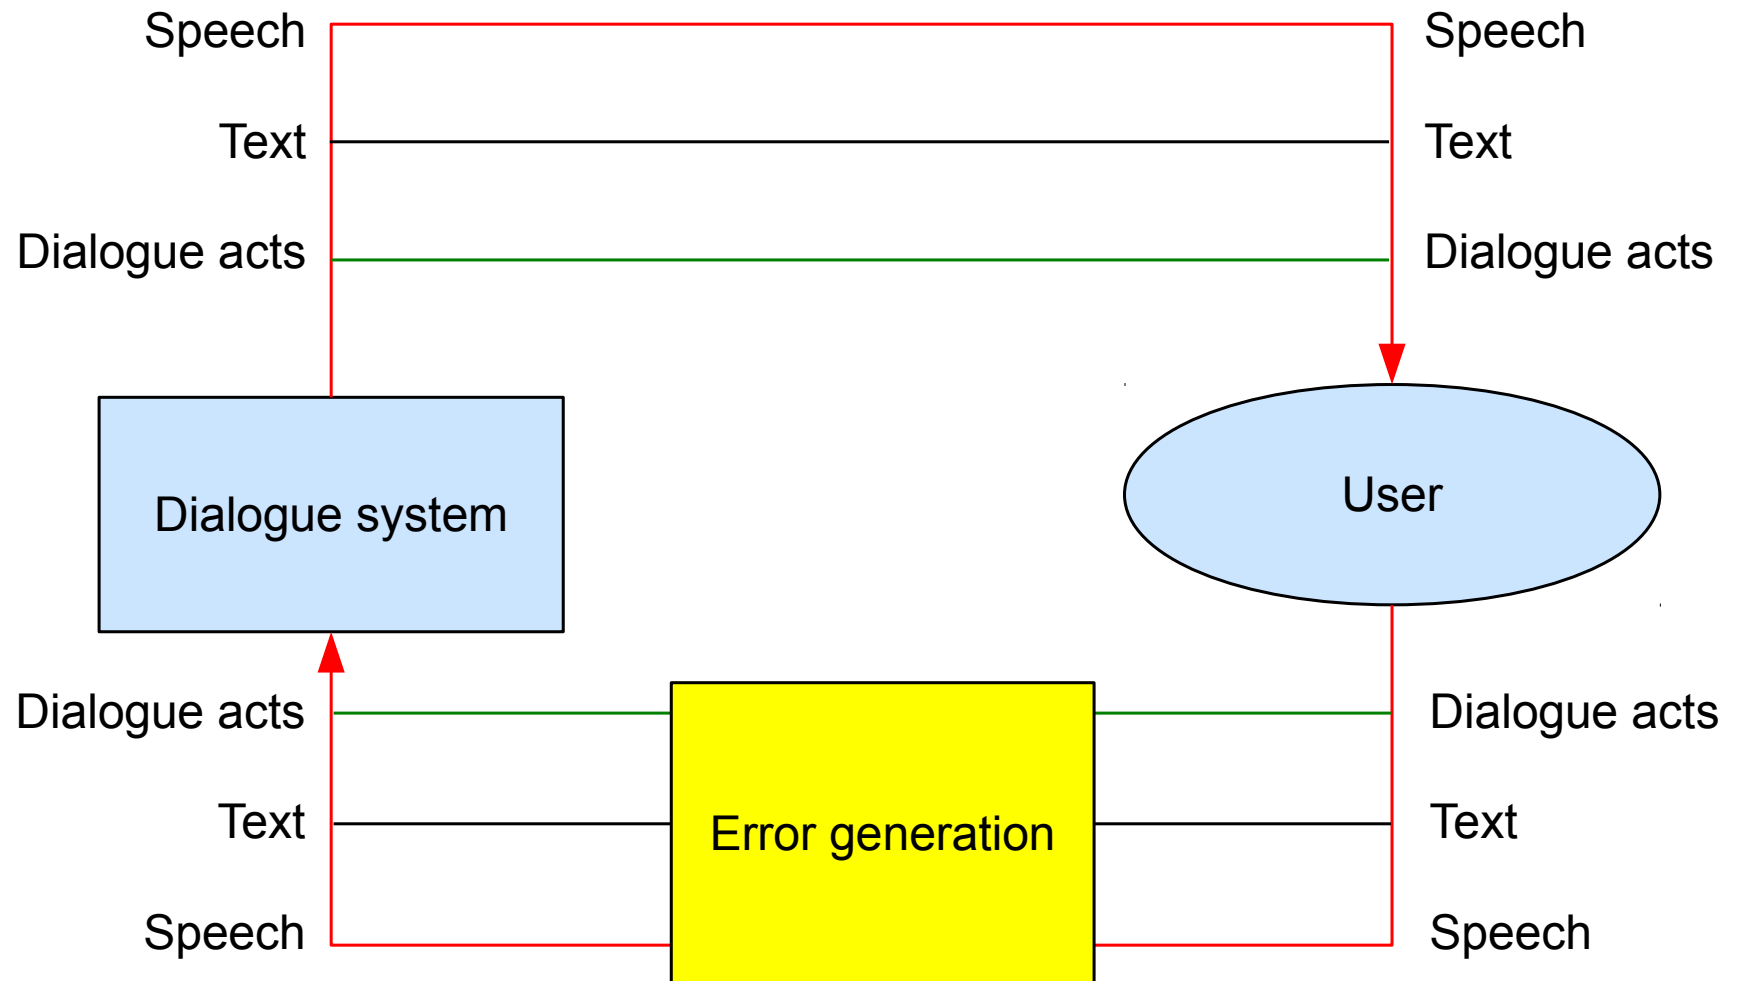 Speech
Speech
Text
Text
Dialogue acts
Dialogue acts
Dialogue system
User
Dialogue acts
Dialogue acts
Text
Error generation
Text
Speech
Speech